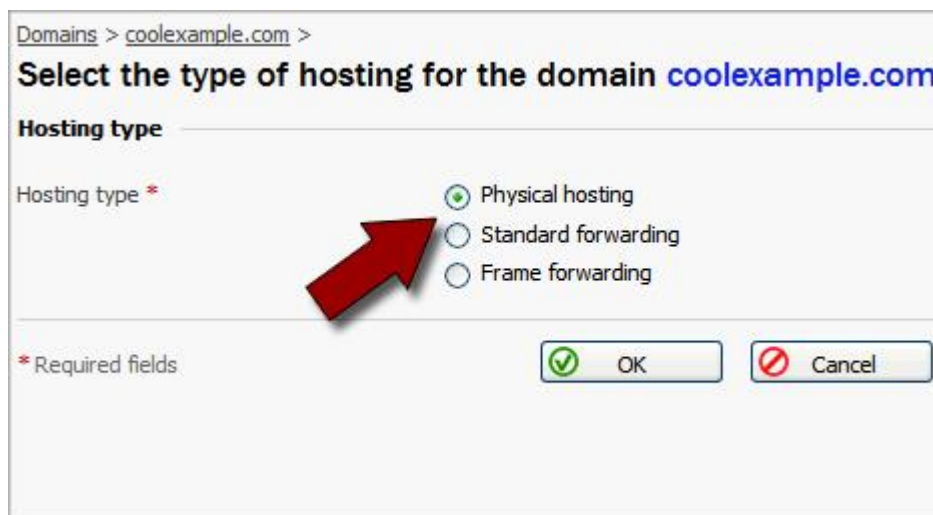 Domains > coolexample.com >
Select the type of hosting for the domain coolexample.com
Hosting type
Hosting type * Physical hosting
Standard forwarding
Frame forwarding
* Required fields OK Cancel